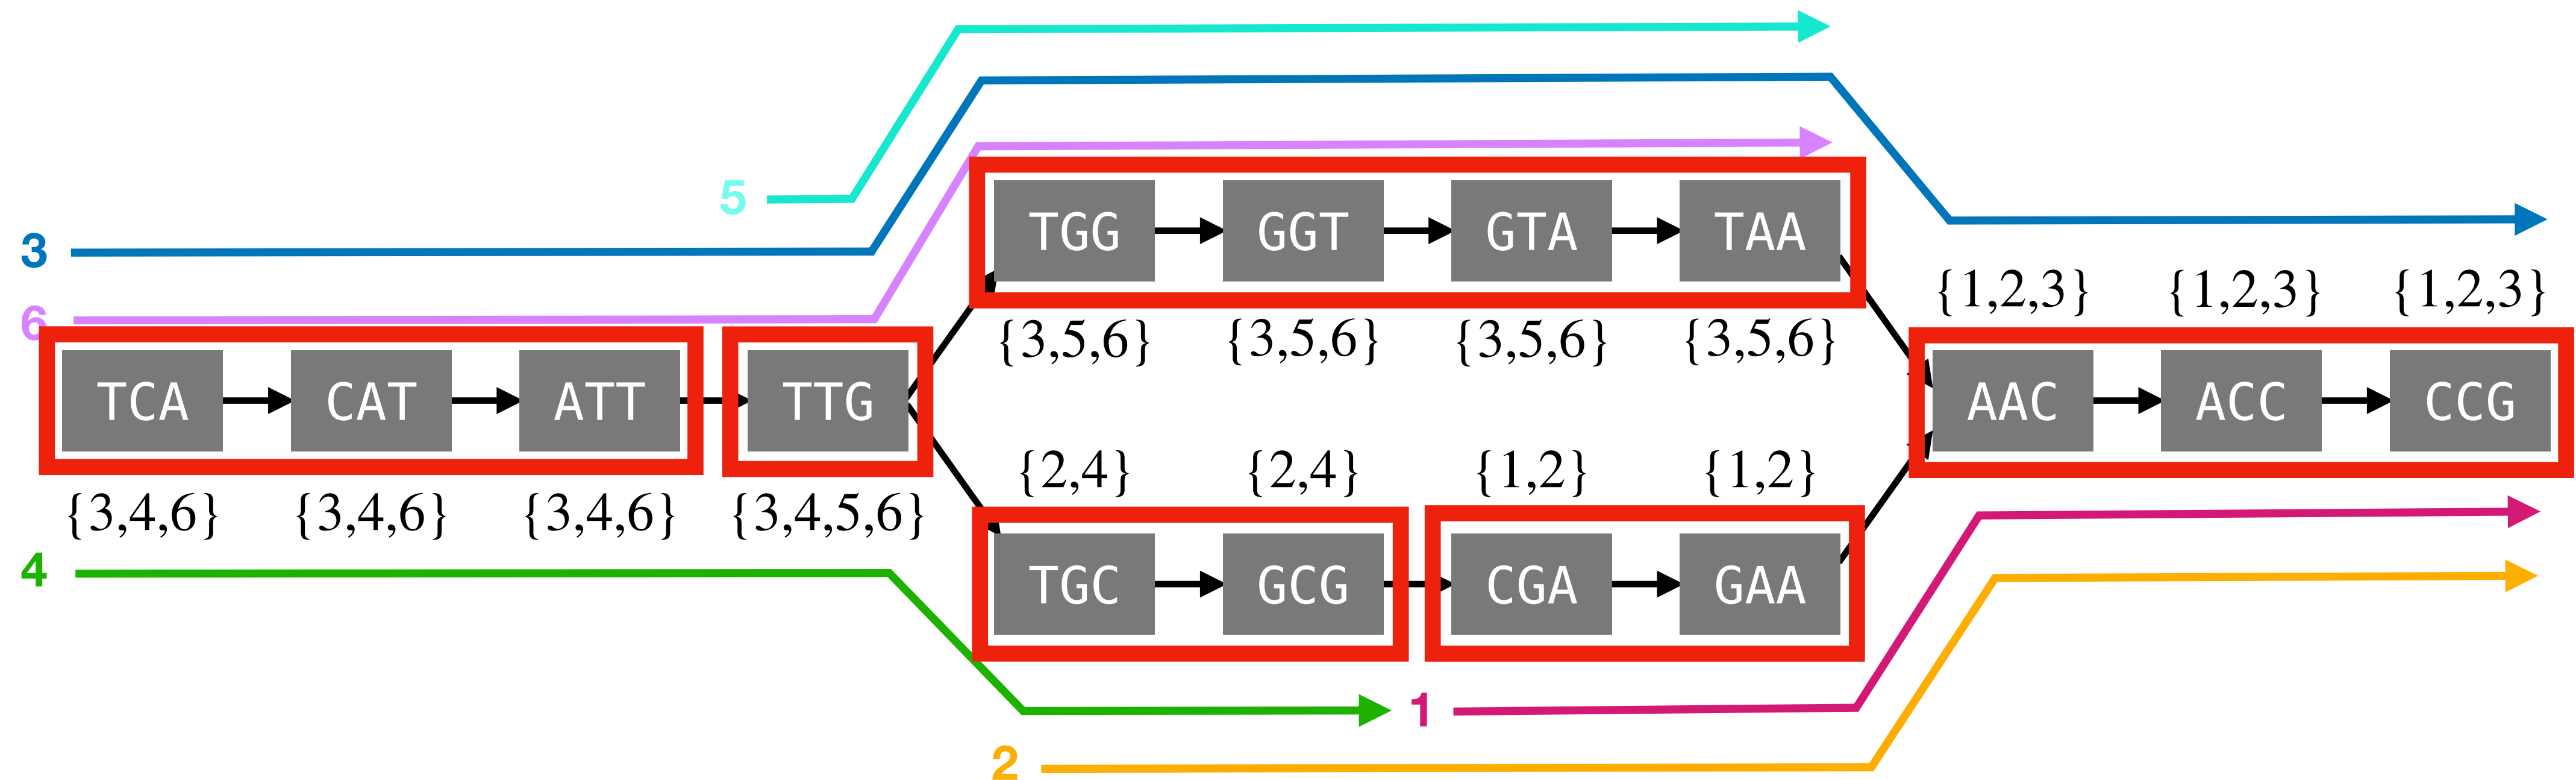 5
3
6
TGG GGT GTA TAA
{3,5,6} {3,5,6} {3,5,6} {3,5,6}
{1,2,3} {1,2,3} {1,2,3}
TCA CAT ATT TTG
AAC ACC CCG
{3,4,6} {3,4,6} {3,4,6} {3,4,5,6}
{2,4} {2,4} {1,2} {1,2}
TGC GCG CGA GAA
4
1
2